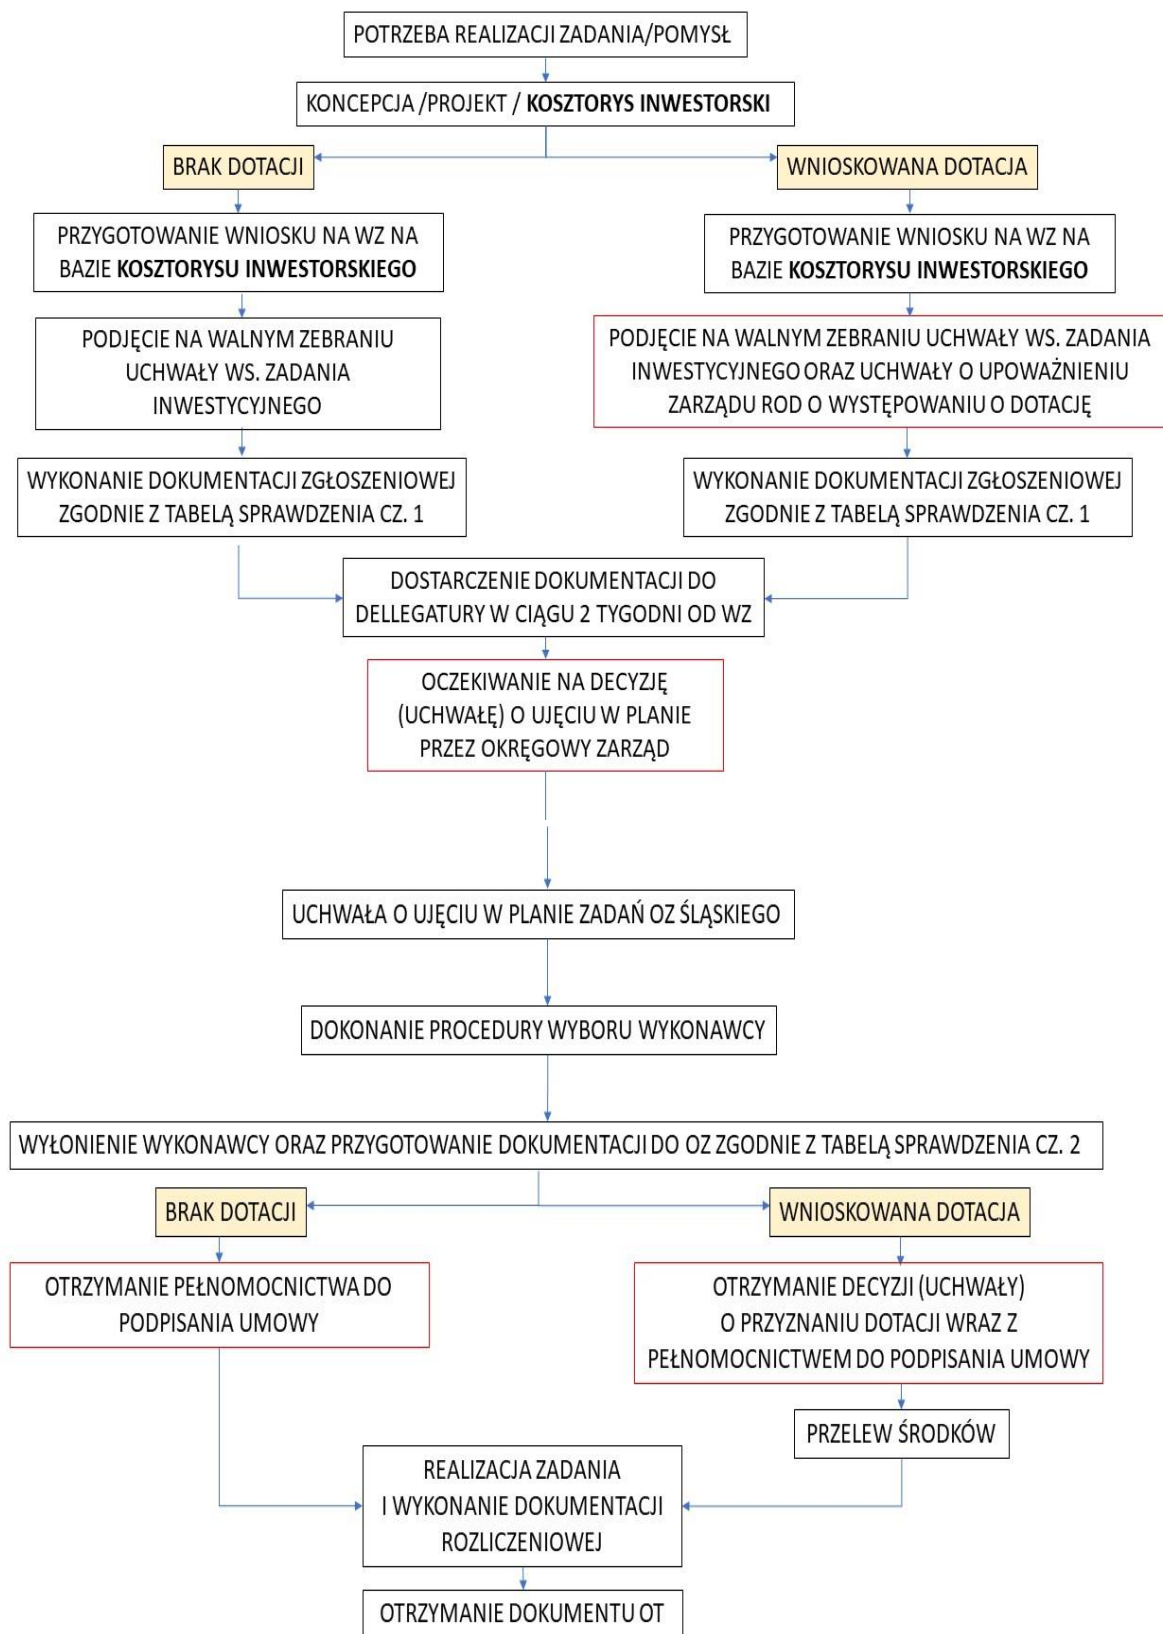 POTRZEBA REALIZACJI ZADANIA/POMYSŁ
KONCEPCJA /PROJEKT / KOSZTORYS INWESTORSKI
BRAK DOTACJI
WNIOSKOWANA DOTACJA
PRZYGOTOWANIE WNIOSKU NA WZ NA
BAZIE KOSZTORYSU INWESTORSKIEGO
PRZYGOTOWANIE WNIOSKU NA WZ NA
BAZIE KOSZTORYSU INWESTORSKIEGO
PODJĘCIE NA WALNYM ZEBRANIU
UCHWAŁY WS. ZADANIA
INWESTYCYJNEGO
PODJĘCIE NA WALNYM ZEBRANIU UCHWAŁY WS. ZADANIA
INWESTYCYJNEGO ORAZ UCHWAŁY O UPOWAŻNIENIU
ZARZĄDU ROD O WYSTĘPOWANIU O DOTACJĘ
WYKONANIE DOKUMENTACJI ZGŁOSZENIOWEJ
ZGODNIE Z TABELĄ SPRAWDZENIA CZ. 1
WYKONANIE DOKUMENTACJI ZGŁOSZENIOWEJ
ZGODNIE Z TABELĄ SPRAWDZENIA CZ. 1
DOSTARCZENIE DOKUMENTACJI DO
DELLEGATURY W CIĄGU 2 TYGODNI OD WZ
OCZEKIWANIE NA DECYZJĘ
(UCHWAŁĘ) O UJĘCIU W PLANIE
PRZEZ OKRĘGOWY ZARZĄD
UCHWAŁA O UJĘCIU W PLANIE ZADAŃ OZ ŚLĄSKIEGO
DOKONANIE PROCEDURY WYBORU WYKONAWCY
WYŁONIENIE WYKONAWCY ORAZ PRZYGOTOWANIE DOKUMENTACJI DO OZ ZGODNIE Z TABELĄ SPRAWDZENIA CZ. 2
BRAK DOTACJI
WNIOSKOWANA DOTACJA
OTRZYMANIE PEŁNOMOCNICTWA DO
PODPISANIA UMOWY
OTRZYMANIE DECYZJI (UCHWAŁY)
O PRZYZNANIU DOTACJI WRAZ Z
PEŁNOMOCNICTWEM DO PODPISANIA UMOWY
PRZELEW ŚRODKÓW
REALIZACJA ZADANIA
I WYKONANIE DOKUMENTACJI
ROZLICZENIOWEJ
OTRZYMANIE DOKUMENTU OT